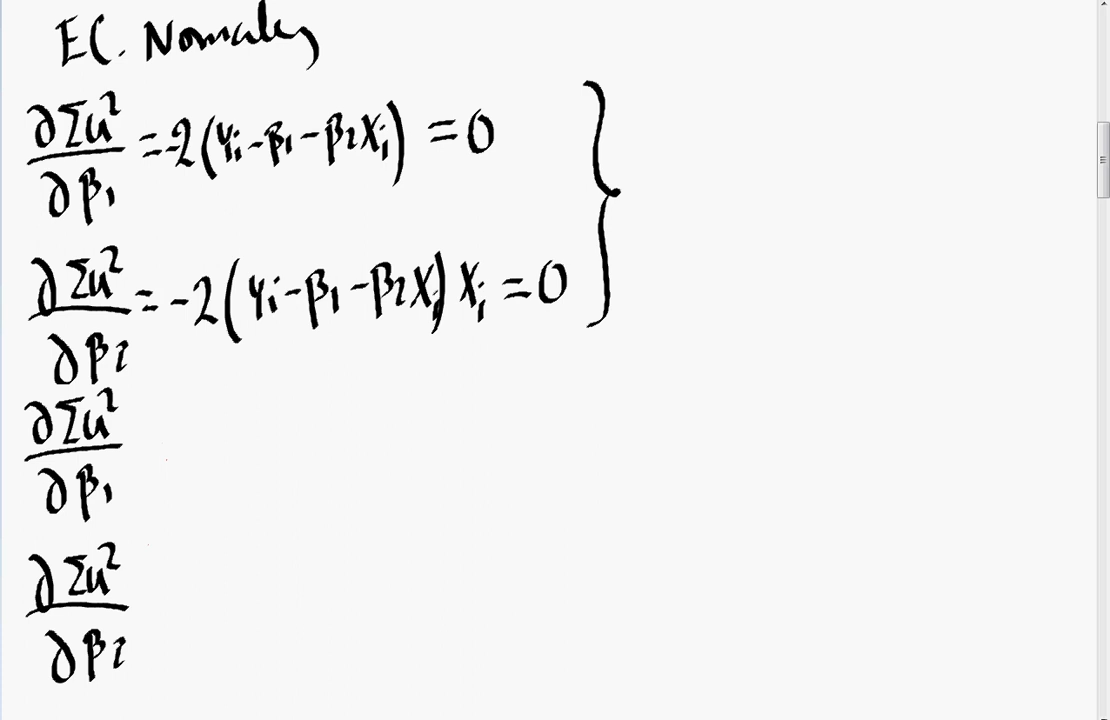 EC. Normales
∂Σu²/∂β₁ = -2(Yᵢ-β₁-β₂Xᵢ) = 0
∂Σu²/∂β₂ = -2(Yᵢ-β₁-β₂Xᵢ)Xᵢ = 0
∂Σu²/∂β₁
∂Σu²/∂β₂